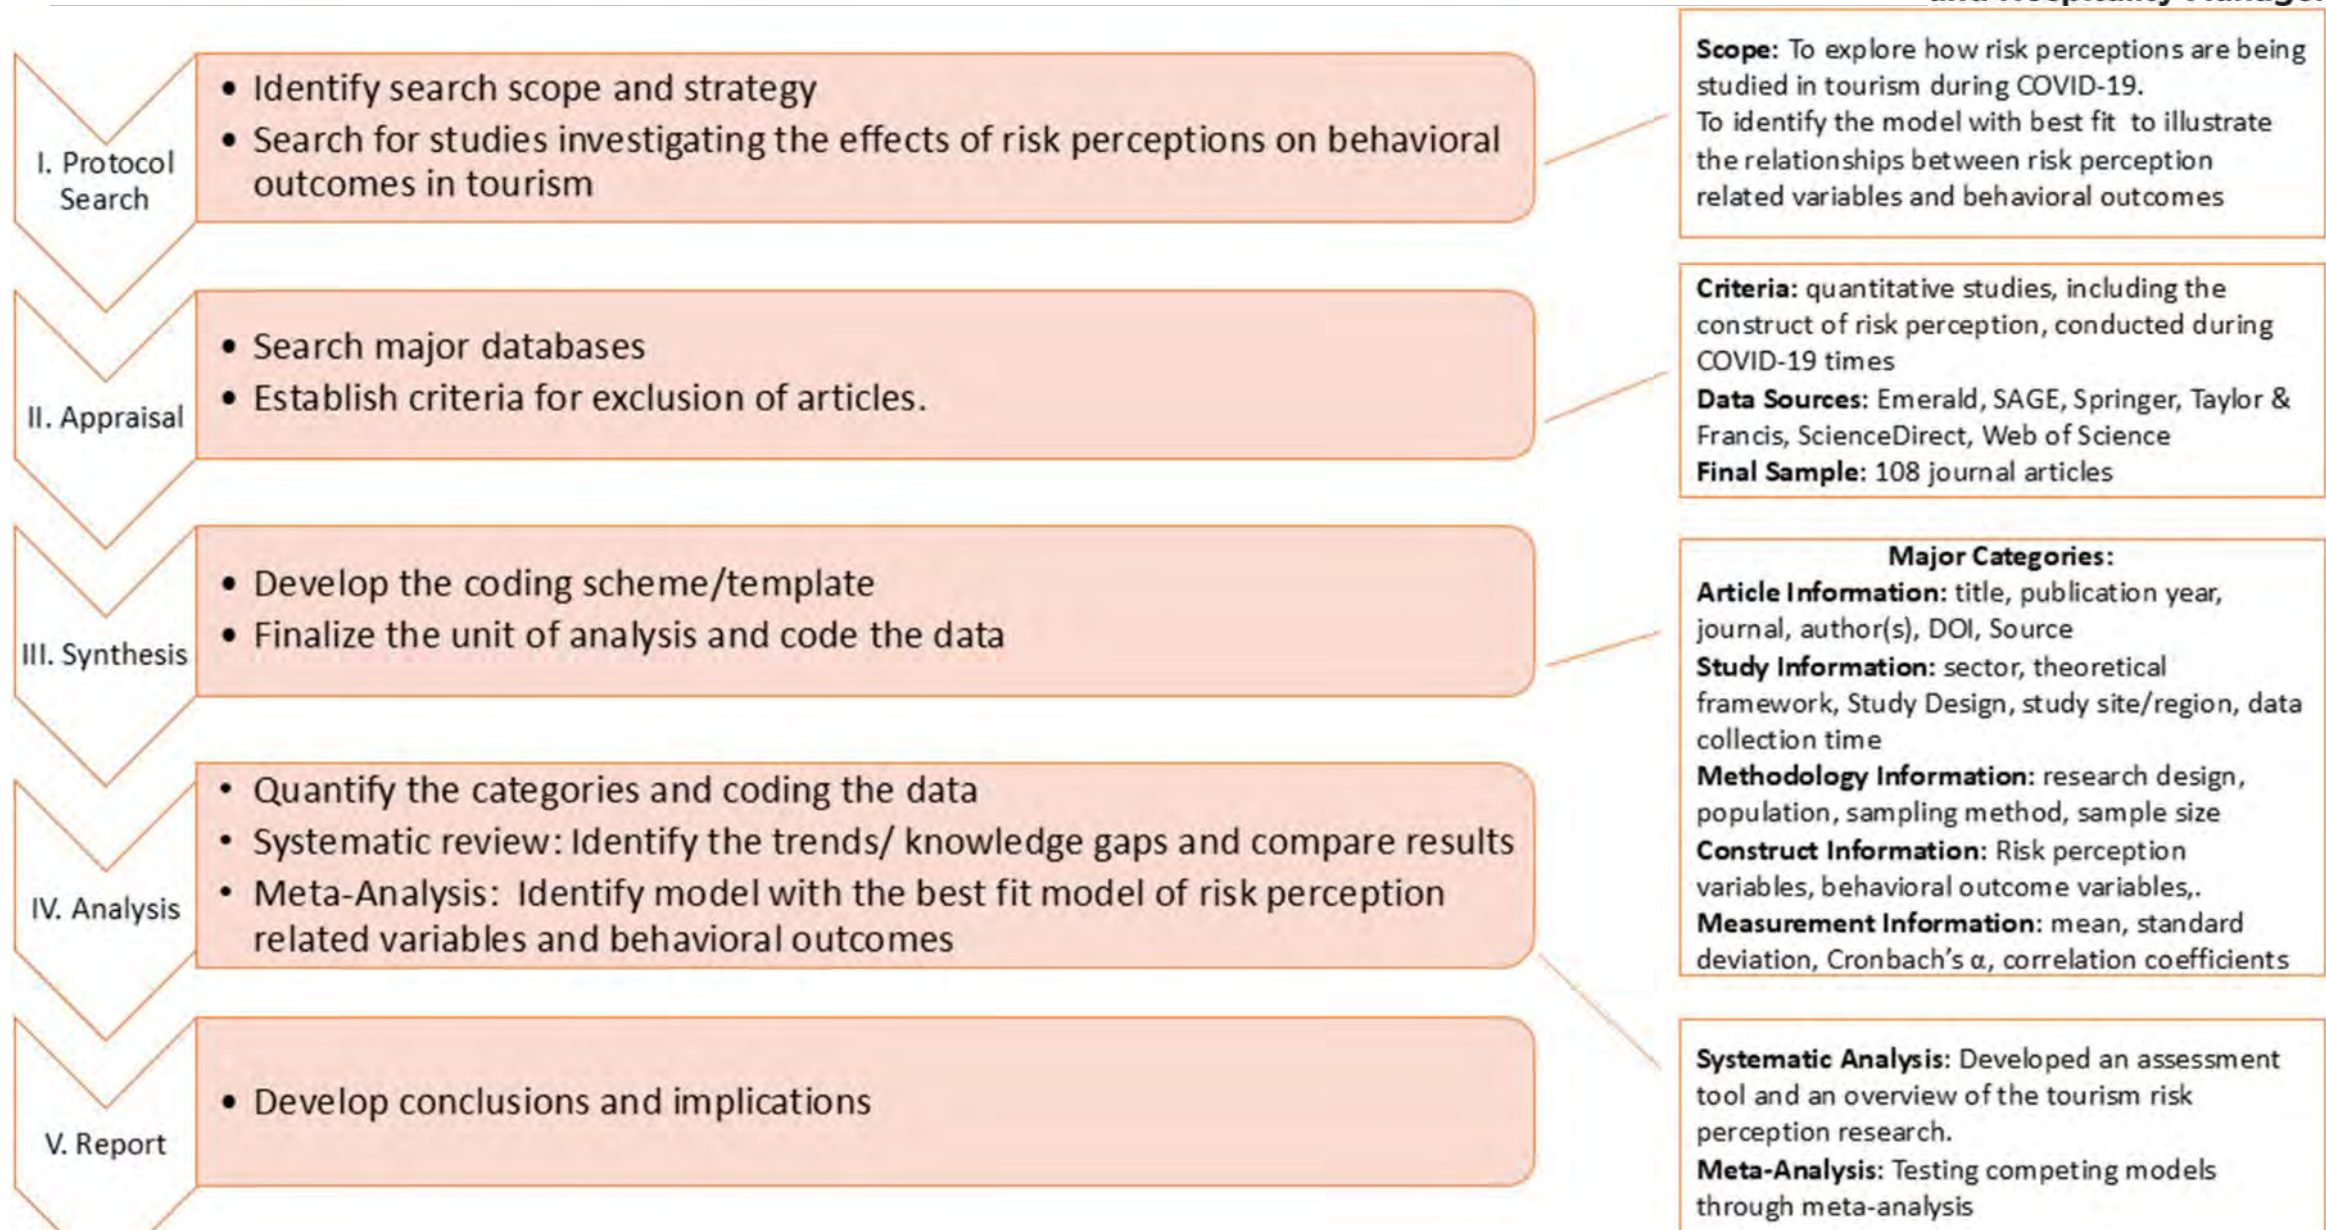 and Hospitality Manage
I. Protocol
Search
• Identify search scope and strategy
• Search for studies investigating the effects of risk perceptions on behavioral
outcomes in tourism
Scope: To explore how risk perceptions are being
studied in tourism during COVID-19.
To identify the model with best fit to illustrate
the relationships between risk perception
related variables and behavioral outcomes
II. Appraisal
• Search major databases
• Establish criteria for exclusion of articles.
Criteria: quantitative studies, including the
construct of risk perception, conducted during
COVID-19 times
Data Sources: Emerald, SAGE, Springer, Taylor &
Francis, ScienceDirect, Web of Science
Final Sample: 108 journal articles
III. Synthesis
• Develop the coding scheme/template
• Finalize the unit of analysis and code the data
Major Categories:
Article Information: title, publication year,
journal, author(s), DOI, Source
Study Information: sector, theoretical
framework, Study Design, study site/region, data
collection time
Methodology Information: research design,
population, sampling method, sample size
Construct Information: Risk perception
variables, behavioral outcome variables,.
Measurement Information: mean, standard
deviation, Cronbach's α, correlation coefficients
IV. Analysis
• Quantify the categories and coding the data
• Systematic review: Identify the trends/ knowledge gaps and compare results
• Meta-Analysis: Identify model with the best fit model of risk perception
related variables and behavioral outcomes
Systematic Analysis: Developed an assessment
tool and an overview of the tourism risk
perception research.
Meta-Analysis: Testing competing models
through meta-analysis
V. Report
• Develop conclusions and implications